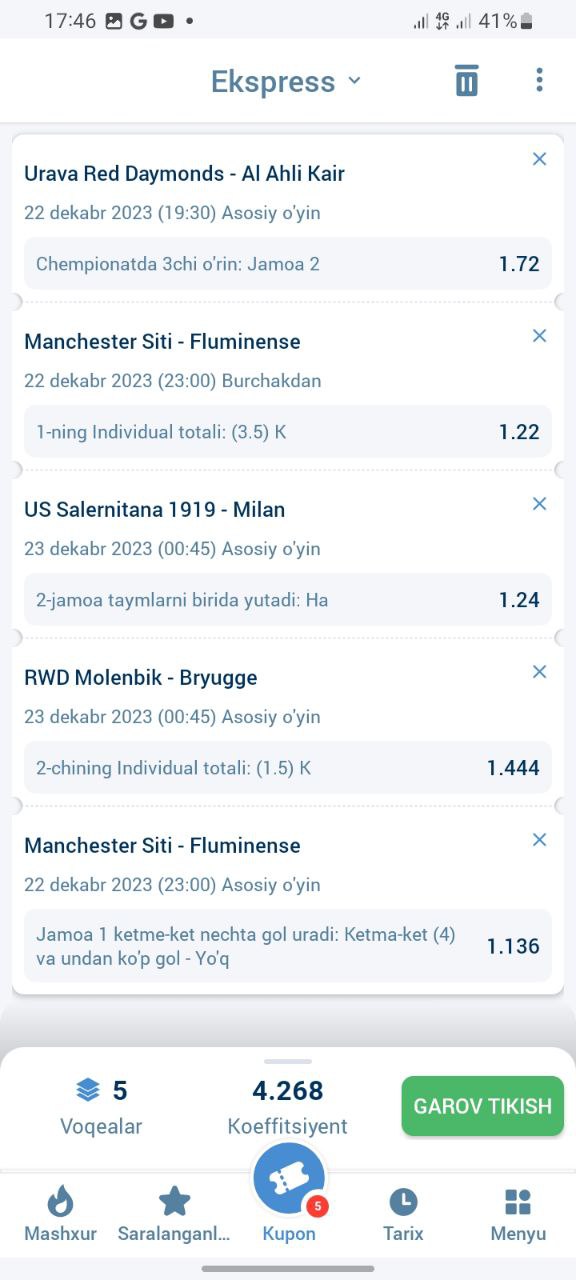 17:46
4G
41%
Ekspress
Urava Red Daymonds - Al Ahli Kair
22 dekabr 2023 (19:30) Asosiy o'yin
Chempionatda 3chi o'rin: Jamoa 2
1.72
Manchester Siti - Fluminense
22 dekabr 2023 (23:00) Burchakdan
1-ning Individual totali: (3.5) K
1.22
US Salernitana 1919 - Milan
23 dekabr 2023 (00:45) Asosiy o'yin
2-jamoa taymlarni birida yutadi: Ha
1.24
RWD Molenbik - Bryugge
23 dekabr 2023 (00:45) Asosiy o'yin
2-chining Individual totali: (1.5) K
1.444
Manchester Siti - Fluminense
22 dekabr 2023 (23:00) Asosiy o'yin
Jamoa 1 ketme-ket nechta gol uradi: Ketma-ket (4)
va undan ko'p gol - Yo'q
1.136
5
Voqealar
4.268
Koeffitsiyent
GAROV TIKISH
Mashxur
Saralanganl...
Kupon
5
Tarix
Menyu